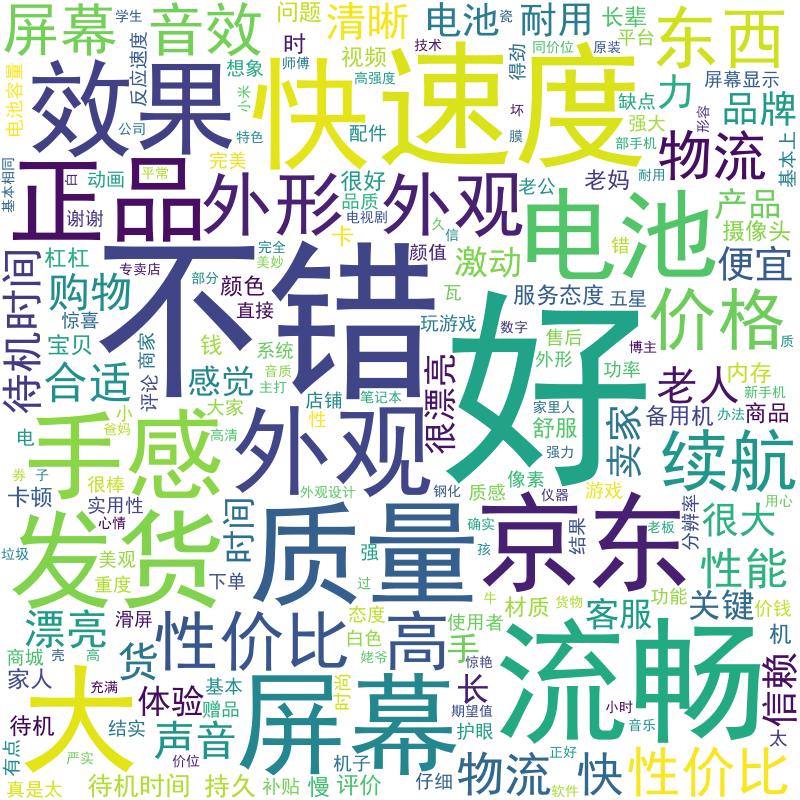 屏幕
学生
音效
问题
清晰
电池
耐用
长辈
东西
电池容量
效果
反应速度
想象
时
师傅
视频
快速度
技术
得劲
同价位
瓷
原装
平台
缺点
力
屏幕显示
品牌
小米
高强度
坏
膜
强大
形容
公司
特色
配件
部手机
物流
基本上
基本相同
正品
白
动画
平常
完美
外形
很好
品质
电视剧
外观
老公
老妈
耐用
产品
谢谢
卡
久
信
电池
错
摄像头
待机时间
杠杠
专卖店
不错
完全
美妙
部分
颜色
直接
颜值
激动
便宜
购物
惊喜
瓦
服务态度
五星
价格
质
宝贝
商家
钱
系统
玩游戏
数字
售后
外形
博主
合适
评论
感觉
音质
主打
店铺
笔记本
很漂亮
好
功率
老人
内存
新手机
小
爸妈
大家
性
家里人
舒服
卖家
备用机
办法
商品
手感
电
高清
外观
强力
续航
券
子
很棒
卡顿
实用性
心情
外观设计
钢化
质感
像素
仪器
游戏
分辨率
用心
发货
时间
质量
确实
孩
结果
京东
老板
很大
垃圾
美观
重度
下单
强
过
牛
货物
性能
功能
漂亮
滑屏
性价比
态度
白色
高
使用者
手
材质
客服
关键
价钱
商城
壳
高
货
姥爷
惊艳
流畅
机
家人
大
充满
体验
基本
赠品
屏幕
时尚
长
期望值
小时
信赖
待机
结实
声音
护眼
音乐
太
有点
严实
价位
机子
物流
正好
快
性价比
真是太
待机时间
持久
补贴
慢
评价
仔细
软件